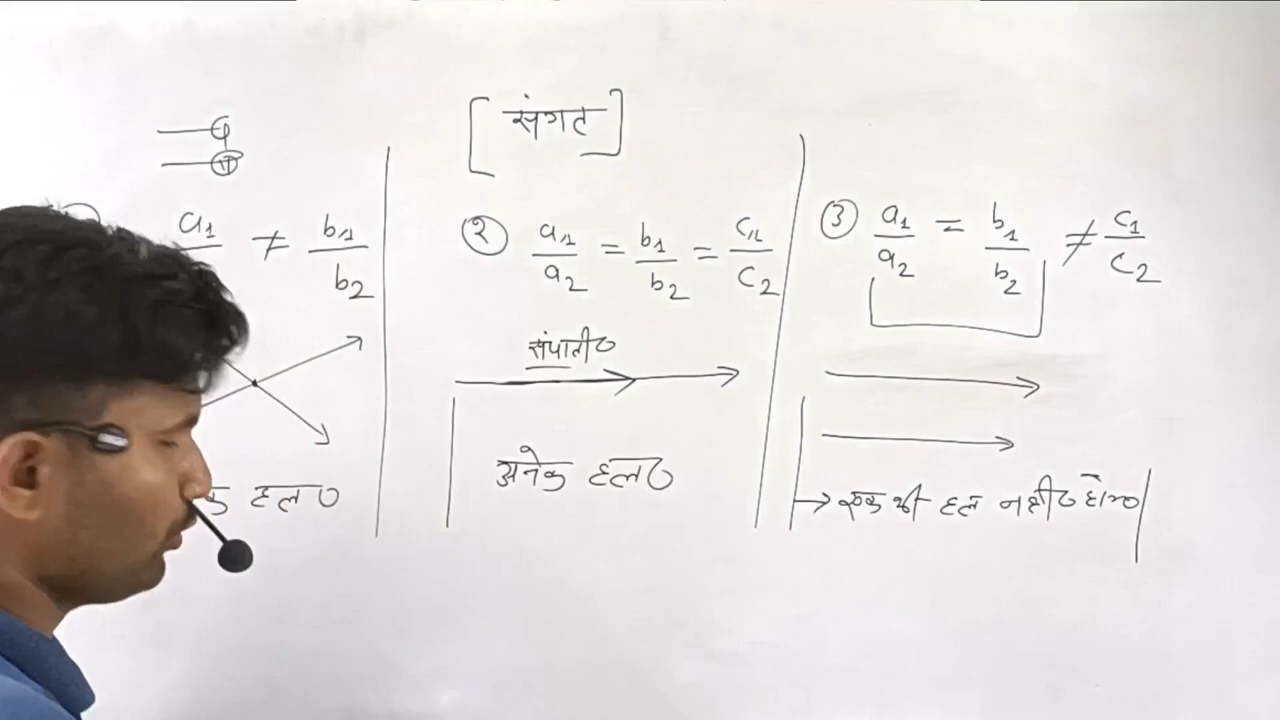 [संगत]
a1/   ≠ b1/b2
② a1/a2 = b1/b2 = c1/c2
③ a1/a2 = b1/b2 ≠ c1/c2
संपाती
क हल
अनेक हल
→ एक भी हल नहीं होगा